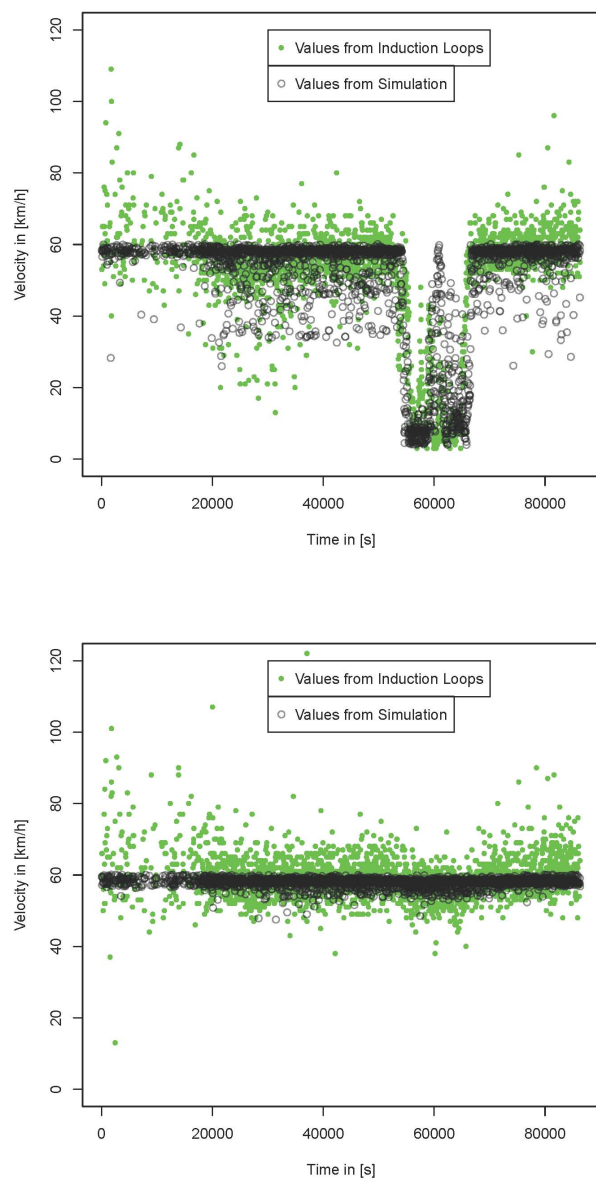 120
100
80
60
40
20
0
Velocity in [km/h]
Values from Induction Loops
Values from Simulation
0 20000 40000 60000 80000
Time in [s]
120
100
80
60
40
20
0
Velocity in [km/h]
Values from Induction Loops
Values from Simulation
0 20000 40000 60000 80000
Time in [s]